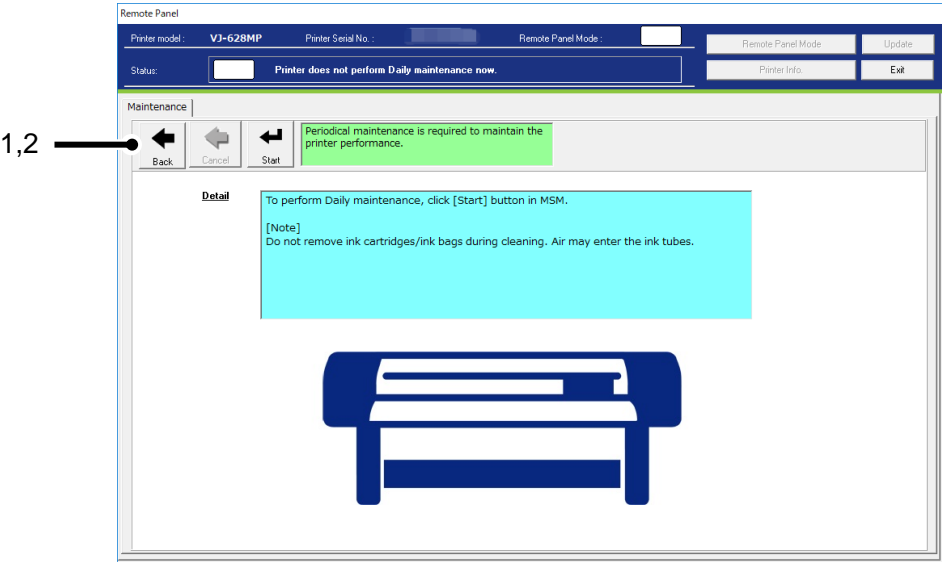 Remote Panel
Printer model :
VJ-628MP
Printer Serial No. :
Remote Panel Mode :
Remote Panel Mode
Update
Status:
Printer does not perform Daily maintenance now.
Printer Info.
Exit
Maintenance
1,2
Back
Cancel
Start
Periodical maintenance is required to maintain the
printer performance.
Detail
To perform Daily maintenance, click [Start] button in MSM.
[Note]
Do not remove ink cartridges/ink bags during cleaning. Air may enter the ink tubes.